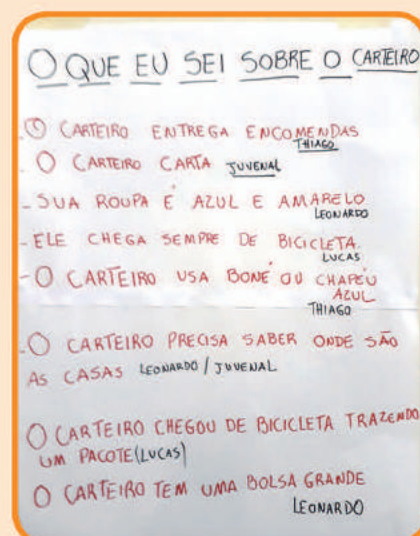 O QUE EU SEI SOBRE O CARTEIRO
- O CARTEIRO ENTREGA ENCOMENDAS
THIAGO
- O CARTEIRO CARTA JUVENAL
- SUA ROUPA É AZUL E AMARELO
LEONARDO
- ELE CHEGA SEMPRE DE BICICLETA.
LUCAS
- O CARTEIRO USA BONÉ OU CHAPÉU
AZUL
THIAGO
- O CARTEIRO PRECISA SABER ONDE SÃO
AS CASAS LEONARDO / JUVENAL
O CARTEIRO CHEGOU DE BICICLETA TRAZENDO
UM PACOTE (LUCAS)
O CARTEIRO TEM UMA BOLSA GRANDE
LEONARDO